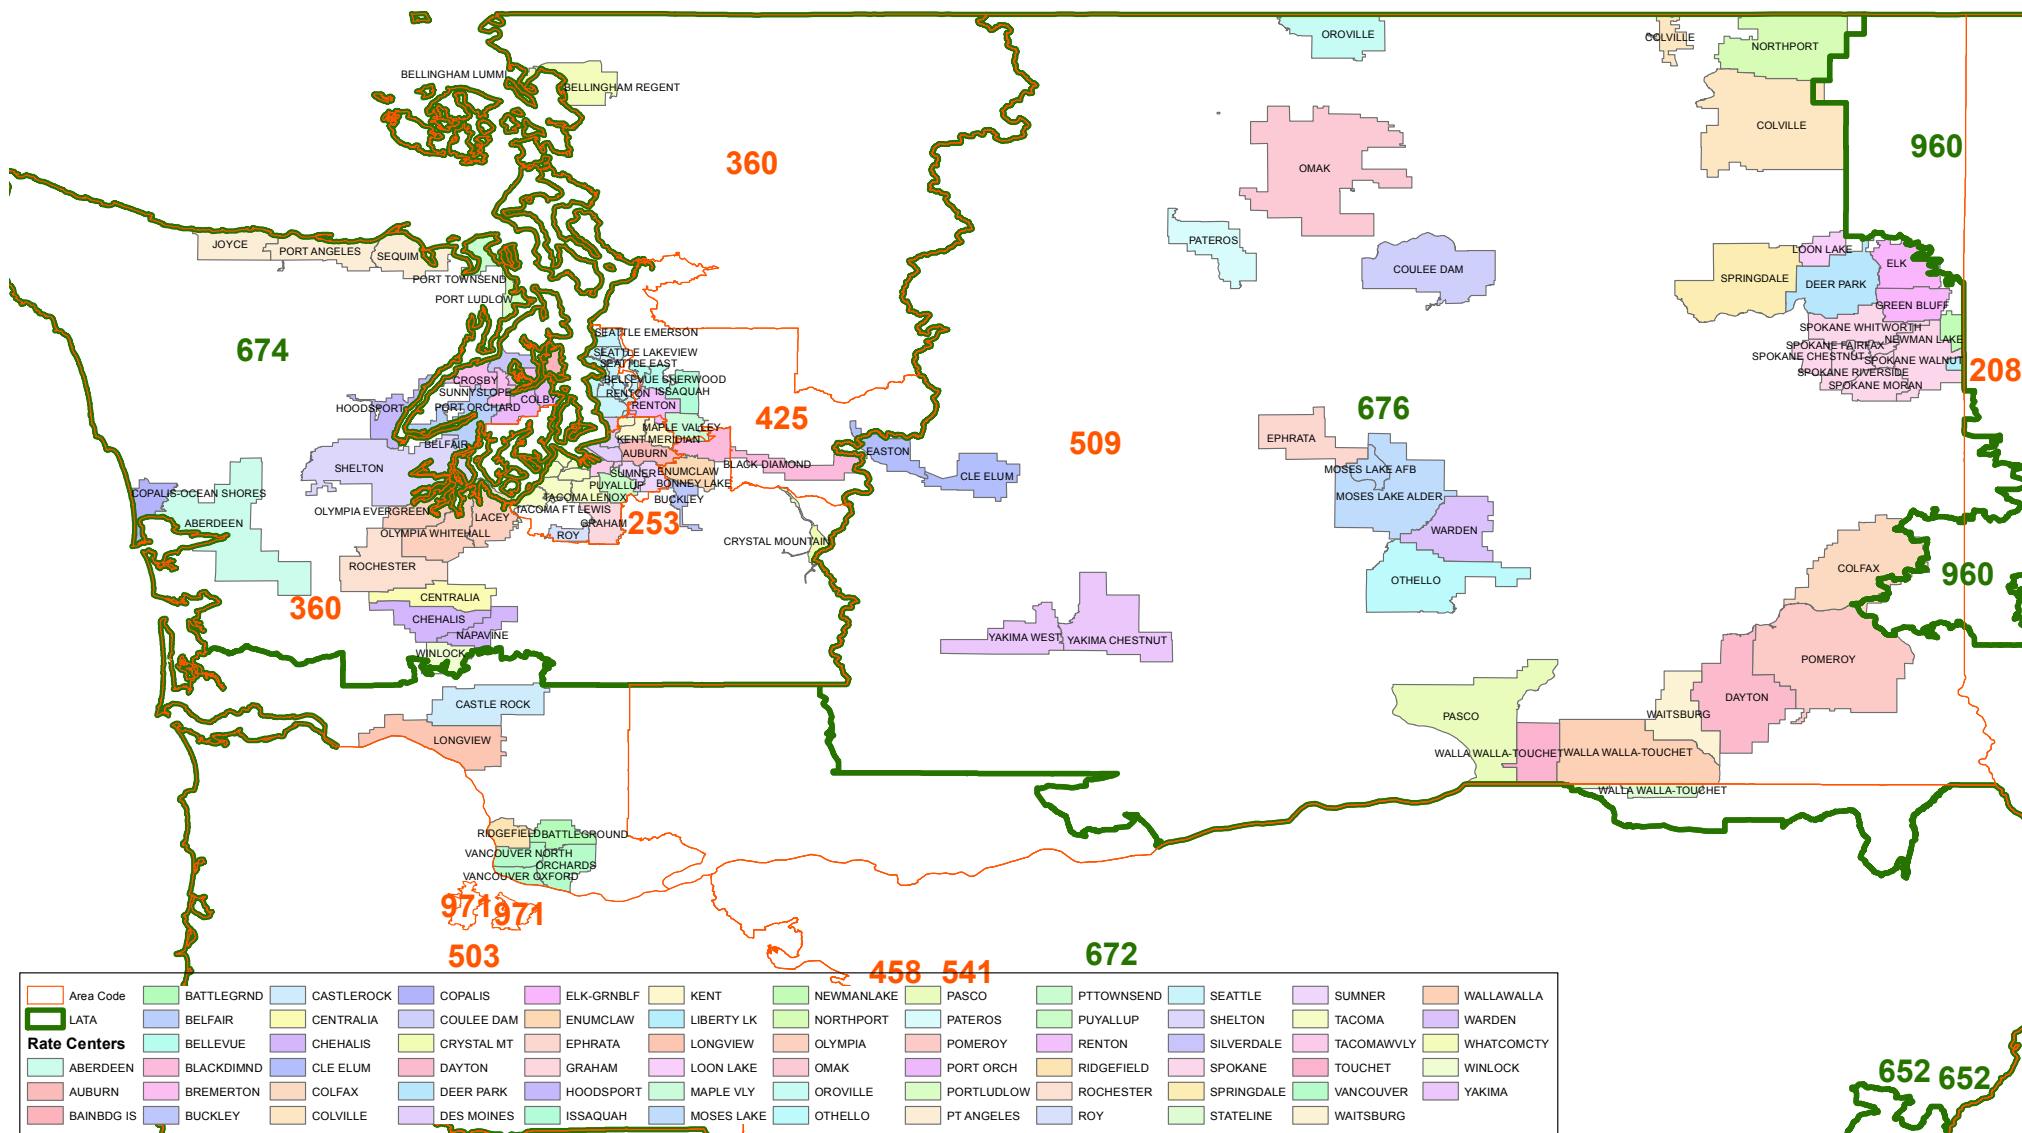 OROVILLE
COLVILLE
NORTHPORT
BELLINGHAM LUMMI
BELLINGHAM REGENT
COLVILLE
960
360
OMAK
JOYCE
PORT ANGELES
SEQUIM
PATEROS
LOON LAKE
ELK
PORT TOWNSEND
COULEE DAM
SPRINGDALE
DEER PARK
PORT LUDLOW
GREEN BLUFF
SEATTLE EMERSON
SPOKANE WHITWORTH
NEWMAN LAKE
674
SEATTLE LAKEVIEW
SPOKANE FAIRFAX
SEATTLE EAST
SPOKANE CHESTNUT
SPOKANE WALNUT
CROSBY
BELLEVUE SHERWOOD
SPOKANE RIVERSIDE
208
SUNNYSLOPE
RENTON
ISSAQUAH
SPOKANE MORAN
COLBY
HOODSPORT
PORT ORCHARD
RENTON
676
425
MAPLE VALLEY
BELFAIR
KENT MERIDIAN
509
EPHRATA
AUBURN
EASTON
SHELTON
BLACK DIAMOND
SUMNER
ENUMCLAW
MOSES LAKE AFB
CLE ELUM
PUYALLUP
BONNEY LAKE
COPALIS-OCEAN SHORES
TACOMA LENOX
BUCKLEY
MOSES LAKE ALDER
OLYMPIA EVERGREEN
TACOMA FT LEWIS
LACEY
ABERDEEN
GRAHAM
253
OLYMPIA WHITEHALL
ROY
WARDEN
CRYSTAL MOUNTAIN
ROCHESTER
COLFAX
960
OTHELLO
CENTRALIA
360
CHEHALIS
NAPAVINE
YAKIMA WEST
YAKIMA CHESTNUT
WINLOCK
POMEROY
DAYTON
CASTLE ROCK
PASCO
WAITSBURG
LONGVIEW
WALLA WALLA-TOUCHET
WALLA WALLA-TOUCHET
WALLA WALLA-TOUCHET
RIDGEFIELD
BATTLEGROUND
VANCOUVER NORTH
ORCHARDS
VANCOUVER OXFORD
971
971
503
672
458
541
652
652
Area Code
LATA
Rate Centers
ABERDEEN
AUBURN
BAINBDG IS
BATTLEGRND
BELFAIR
BELLEVUE
BLACKDIMND
BREMERTON
BUCKLEY
CASTLEROCK
CENTRALIA
CHEHALIS
CLE ELUM
COLFAX
COLVILLE
COPALIS
COULEE DAM
CRYSTAL MT
DAYTON
DEER PARK
DES MOINES
ELK-GRNBLF
ENUMCLAW
EPHRATA
GRAHAM
HOODSPORT
ISSAQUAH
KENT
LIBERTY LK
LONGVIEW
LOON LAKE
MAPLE VLY
MOSES LAKE
NEWMANLAKE
NORTHPORT
OLYMPIA
OMAK
OROVILLE
OTHELLO
PASCO
PATEROS
POMEROY
PORT ORCH
PORTLUDLOW
PT ANGELES
PTTOWNSEND
PUYALLUP
RENTON
RIDGEFIELD
ROCHESTER
ROY
SEATTLE
SHELTON
SILVERDALE
SPOKANE
SPRINGDALE
STATELINE
SUMNER
TACOMA
TACOMAWVLY
TOUCHET
VANCOUVER
WAITSBURG
WALLAWALLA
WARDEN
WHATCOMCTY
WINLOCK
YAKIMA